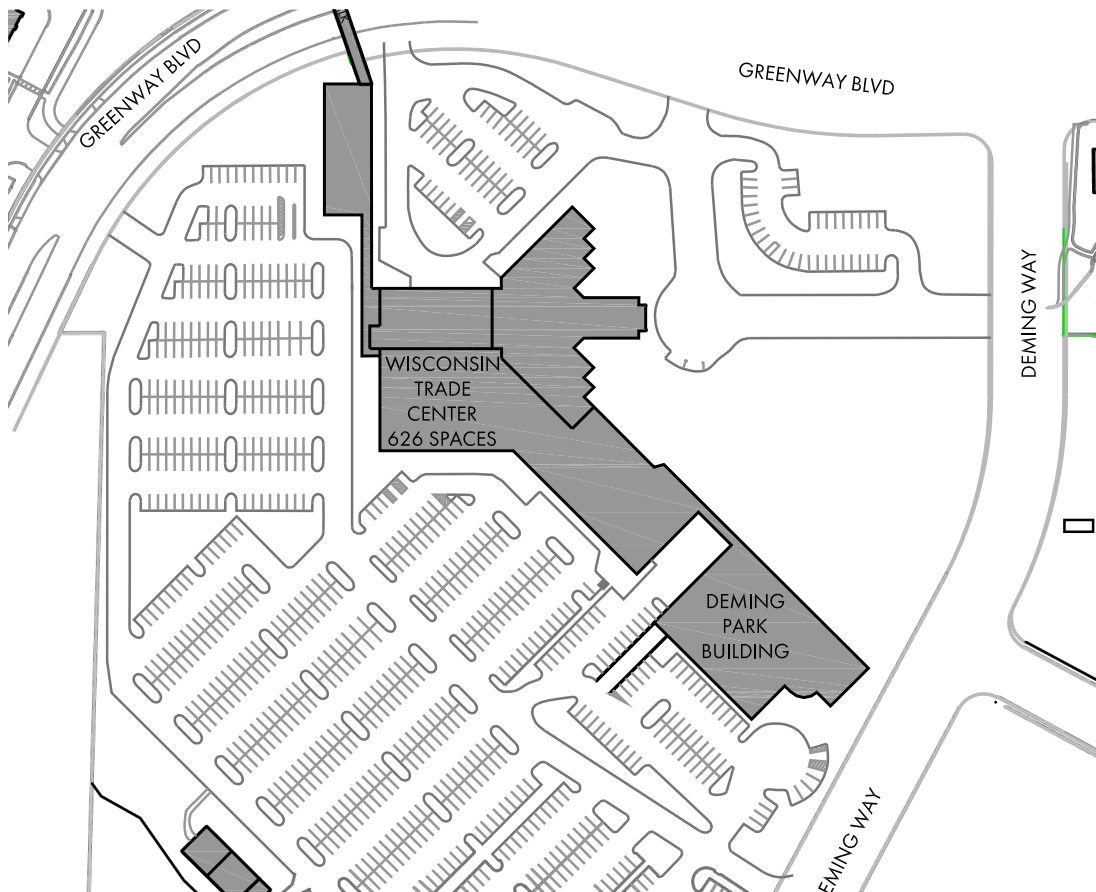 GREENWAY BLVD
GREENWAY BLVD
DEMING WAY
WISCONSIN
TRADE
CENTER
626 SPACES
DEMING
PARK
BUILDING
EMING WAY